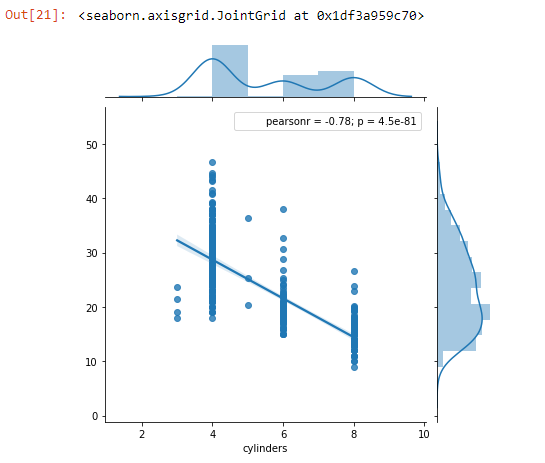 Out[21]: <seaborn.axisgrid.JointGrid at 0x1df3a959c70>
pearsonr = -0.78; p = 4.5e-81
50
40
30
20
10
0
2 4 6 8 10
cylinders